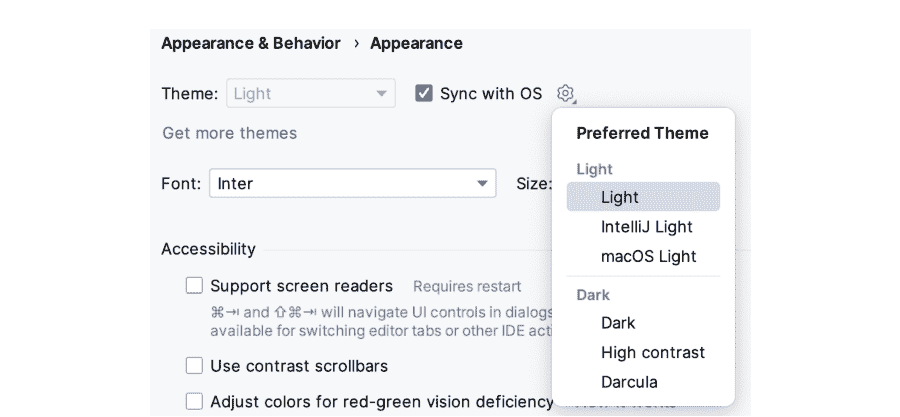 Appearance & Behavior › Appearance
Theme: Light Sync with OS
Get more themes
Font: Inter Size:
Accessibility
Support screen readers Requires restart
⌘⇥ and ⇧⌘⇥ will navigate UI controls in dialogs
available for switching editor tabs or other IDE
Use contrast scrollbars
Adjust colors for red-green vision deficiency
Preferred Theme
Light
Light
IntelliJ Light
macOS Light
Dark
Dark
High contrast
Darcula